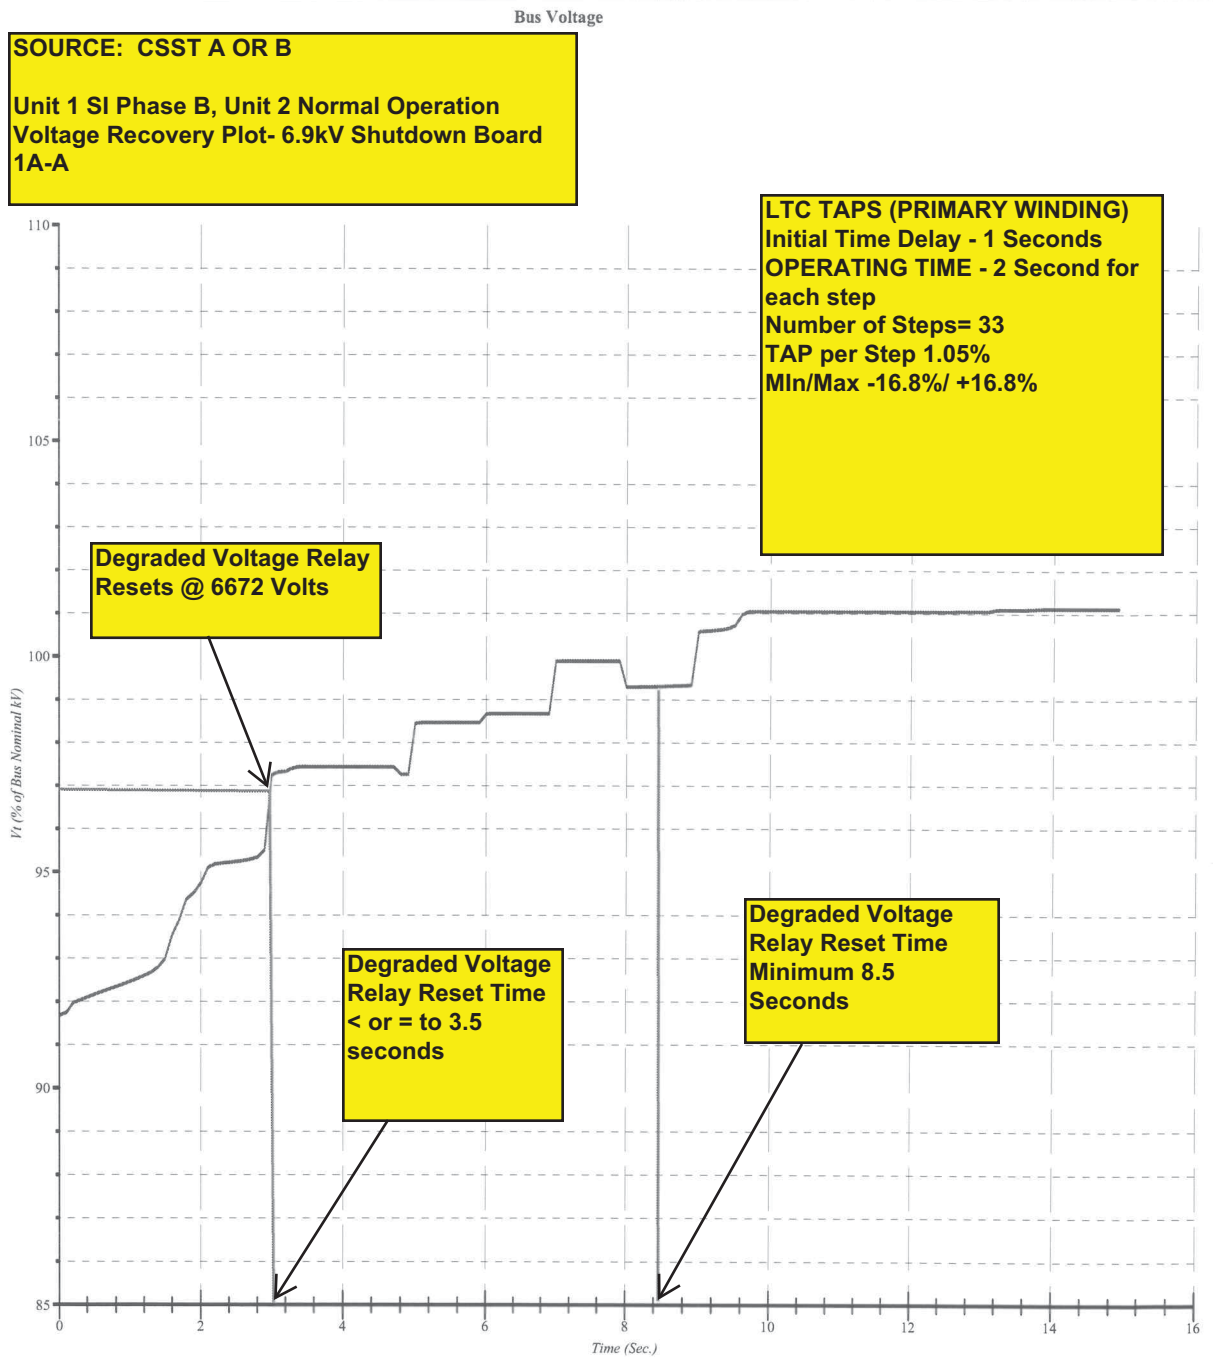 Bus Voltage
SOURCE: CSST A OR B
Unit 1 SI Phase B, Unit 2 Normal Operation
Voltage Recovery Plot- 6.9kV Shutdown Board
1A-A
LTC TAPS (PRIMARY WINDING)
Initial Time Delay - 1 Seconds
OPERATING TIME - 2 Second for
each step
Number of Steps= 33
TAP per Step 1.05%
MIn/Max -16.8%/ +16.8%
110
105
Degraded Voltage Relay
Resets @ 6672 Volts
100
Vt (% of Bus Nominal kV)
95
Degraded Voltage
Relay Reset Time
Minimum 8.5
Seconds
Degraded Voltage
Relay Reset Time
< or = to 3.5
seconds
90
85
0 2 4 6 8 10 12 14 16
Time (Sec.)